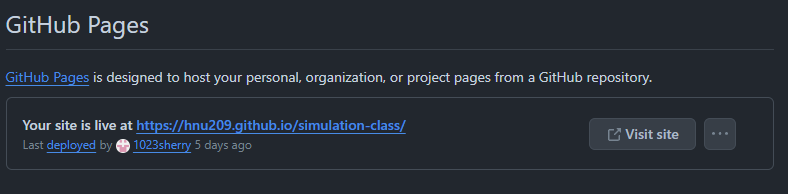 GitHub Pages
GitHub Pages is designed to host your personal, organization, or project pages from a GitHub repository.
Your site is live at https://hnu209.github.io/simulation-class/
Visit site
Last deployed by 1023sherry 5 days ago